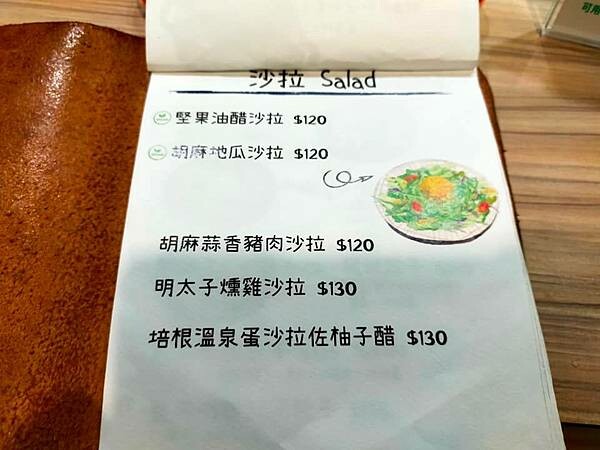 沙拉 Salad
堅果油醋沙拉 $120
胡麻地瓜沙拉 $120
胡麻蒜香豬肉沙拉 $120
明太子燻雞沙拉 $130
培根溫泉蛋沙拉佐柚子醋 $130